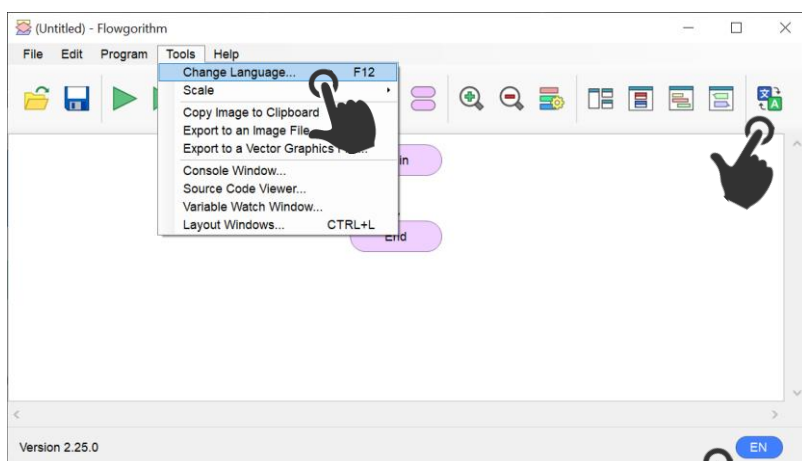 (Untitled) - Flowgorithm
File Edit Program Tools Help
Change Language... F12
Scale
Copy Image to Clipboard
Export to an Image File
Export to a Vector Graphics
Console Window...
Source Code Viewer...
Variable Watch Window...
Layout Windows... CTRL+L
End
Version 2.25.0 EN